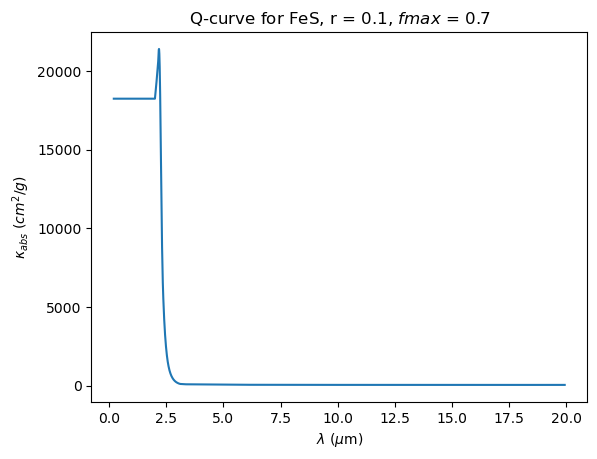 Q-curve for FeS, r = 0.1, fmax = 0.7
κabs (cm²/g)
20000
15000
10000
5000
0
0.0 2.5 5.0 7.5 10.0 12.5 15.0 17.5 20.0
λ (μm)